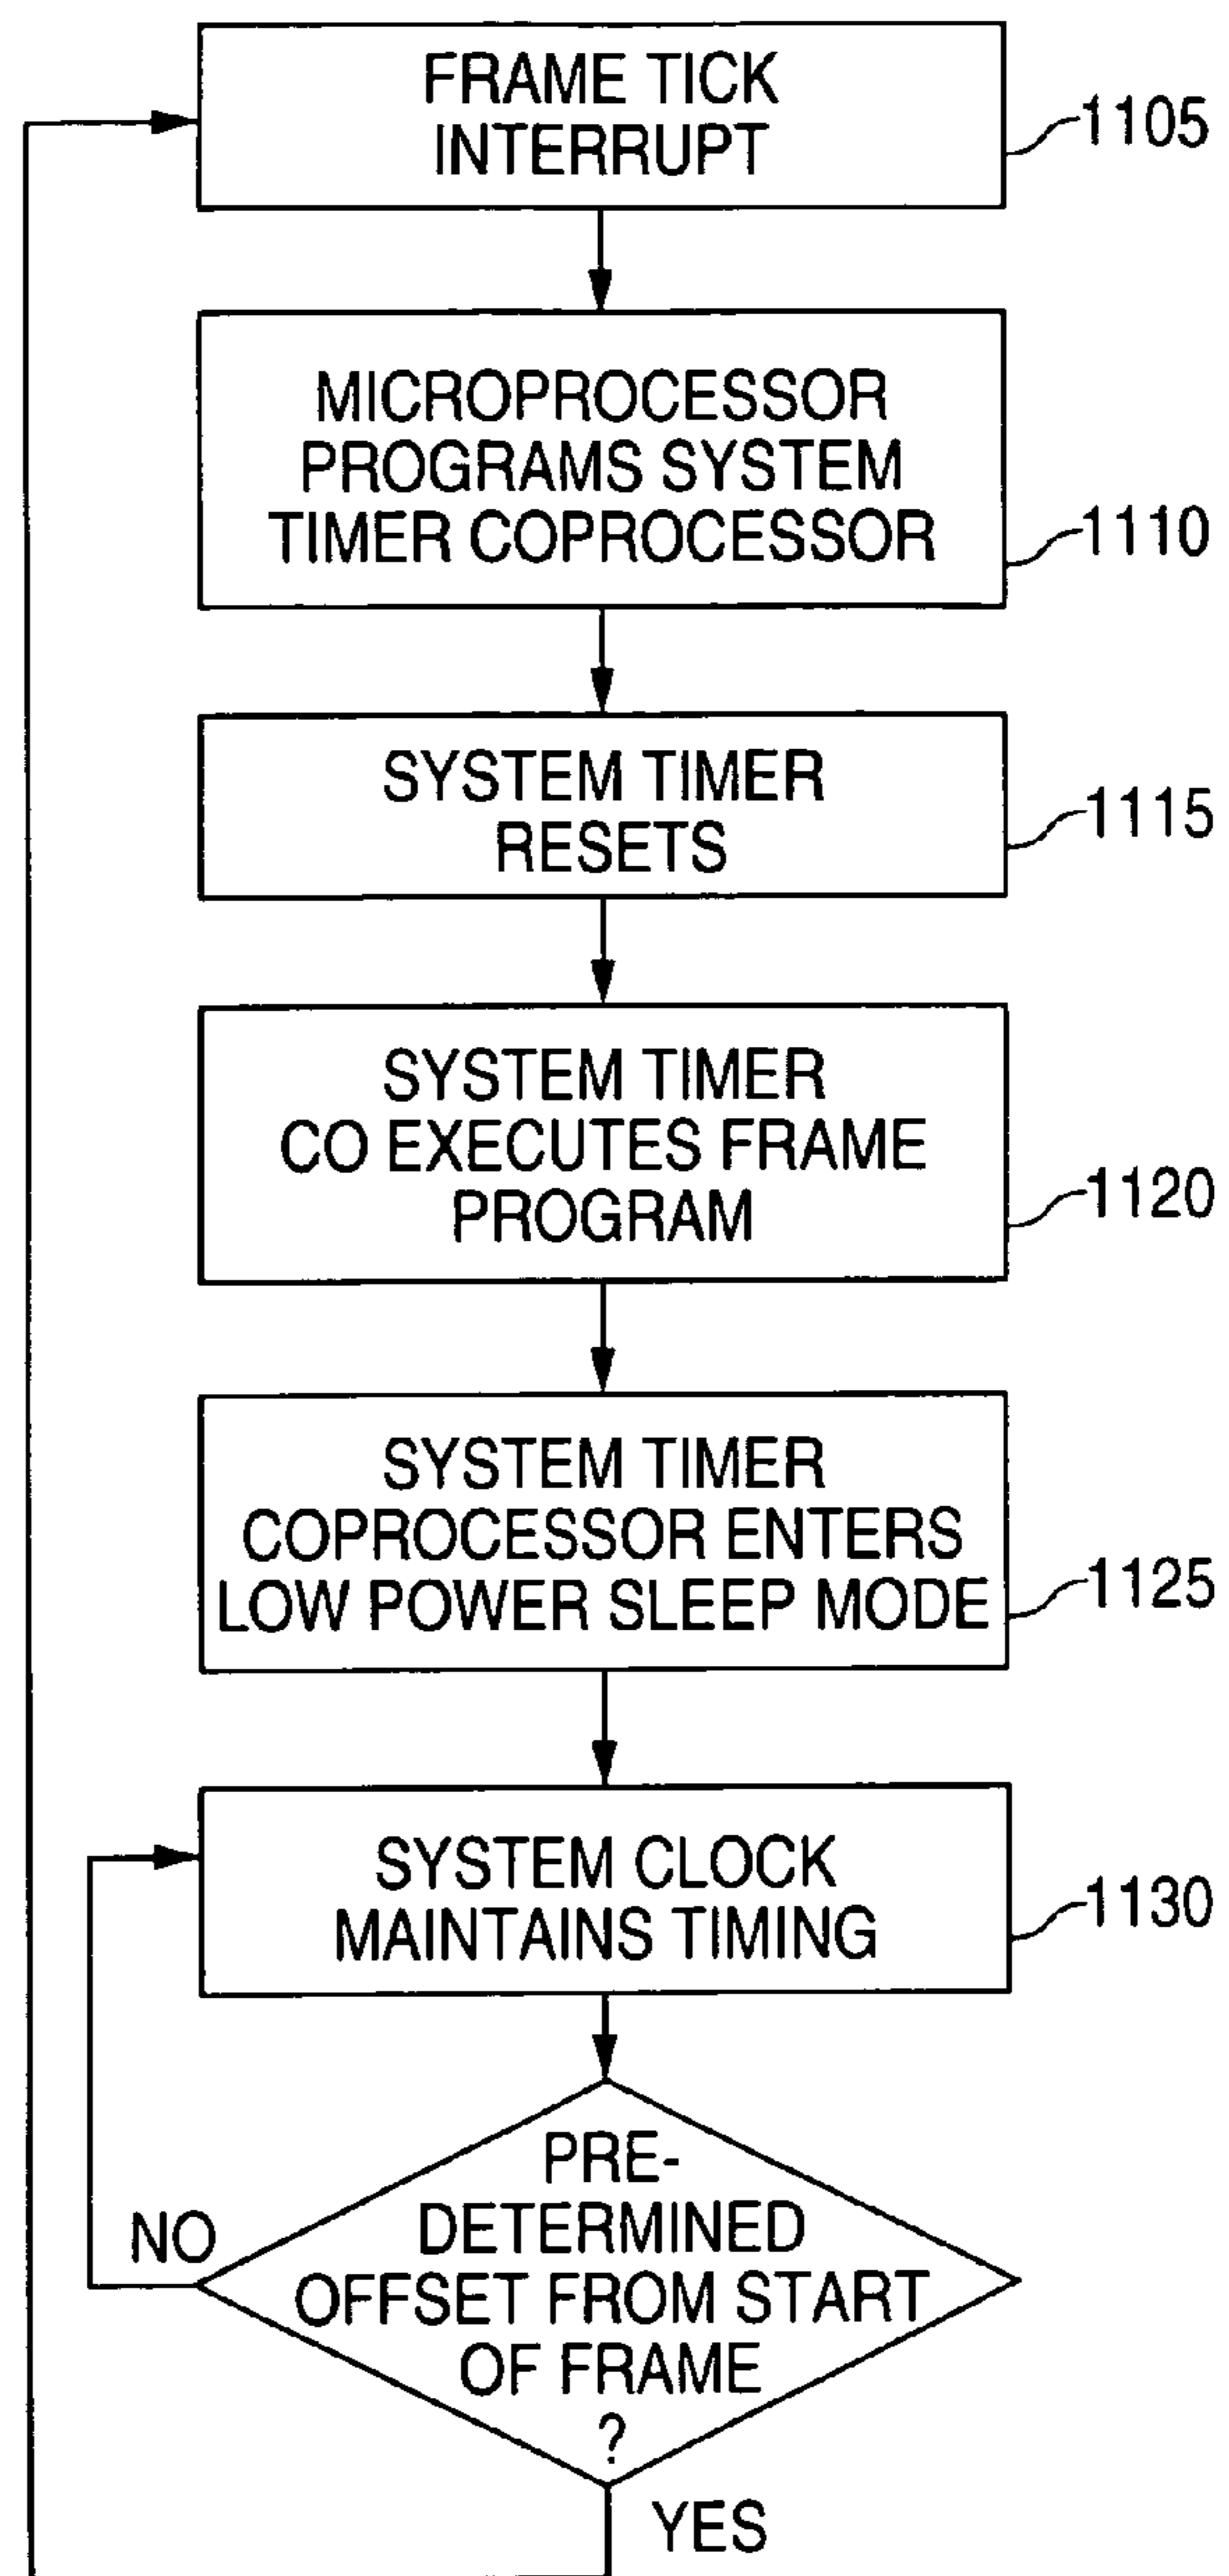 FRAME TICK
INTERRUPT
1105
MICROPROCESSOR
PROGRAMS SYSTEM
TIMER COPROCESSOR
1110
SYSTEM TIMER
RESETS
1115
SYSTEM TIMER
CO EXECUTES FRAME
PROGRAM
1120
SYSTEM TIMER
COPROCESSOR ENTERS
LOW POWER SLEEP MODE
1125
SYSTEM CLOCK
MAINTAINS TIMING
1130
PRE-
DETERMINED
OFFSET FROM START
OF FRAME
?
NO
YES